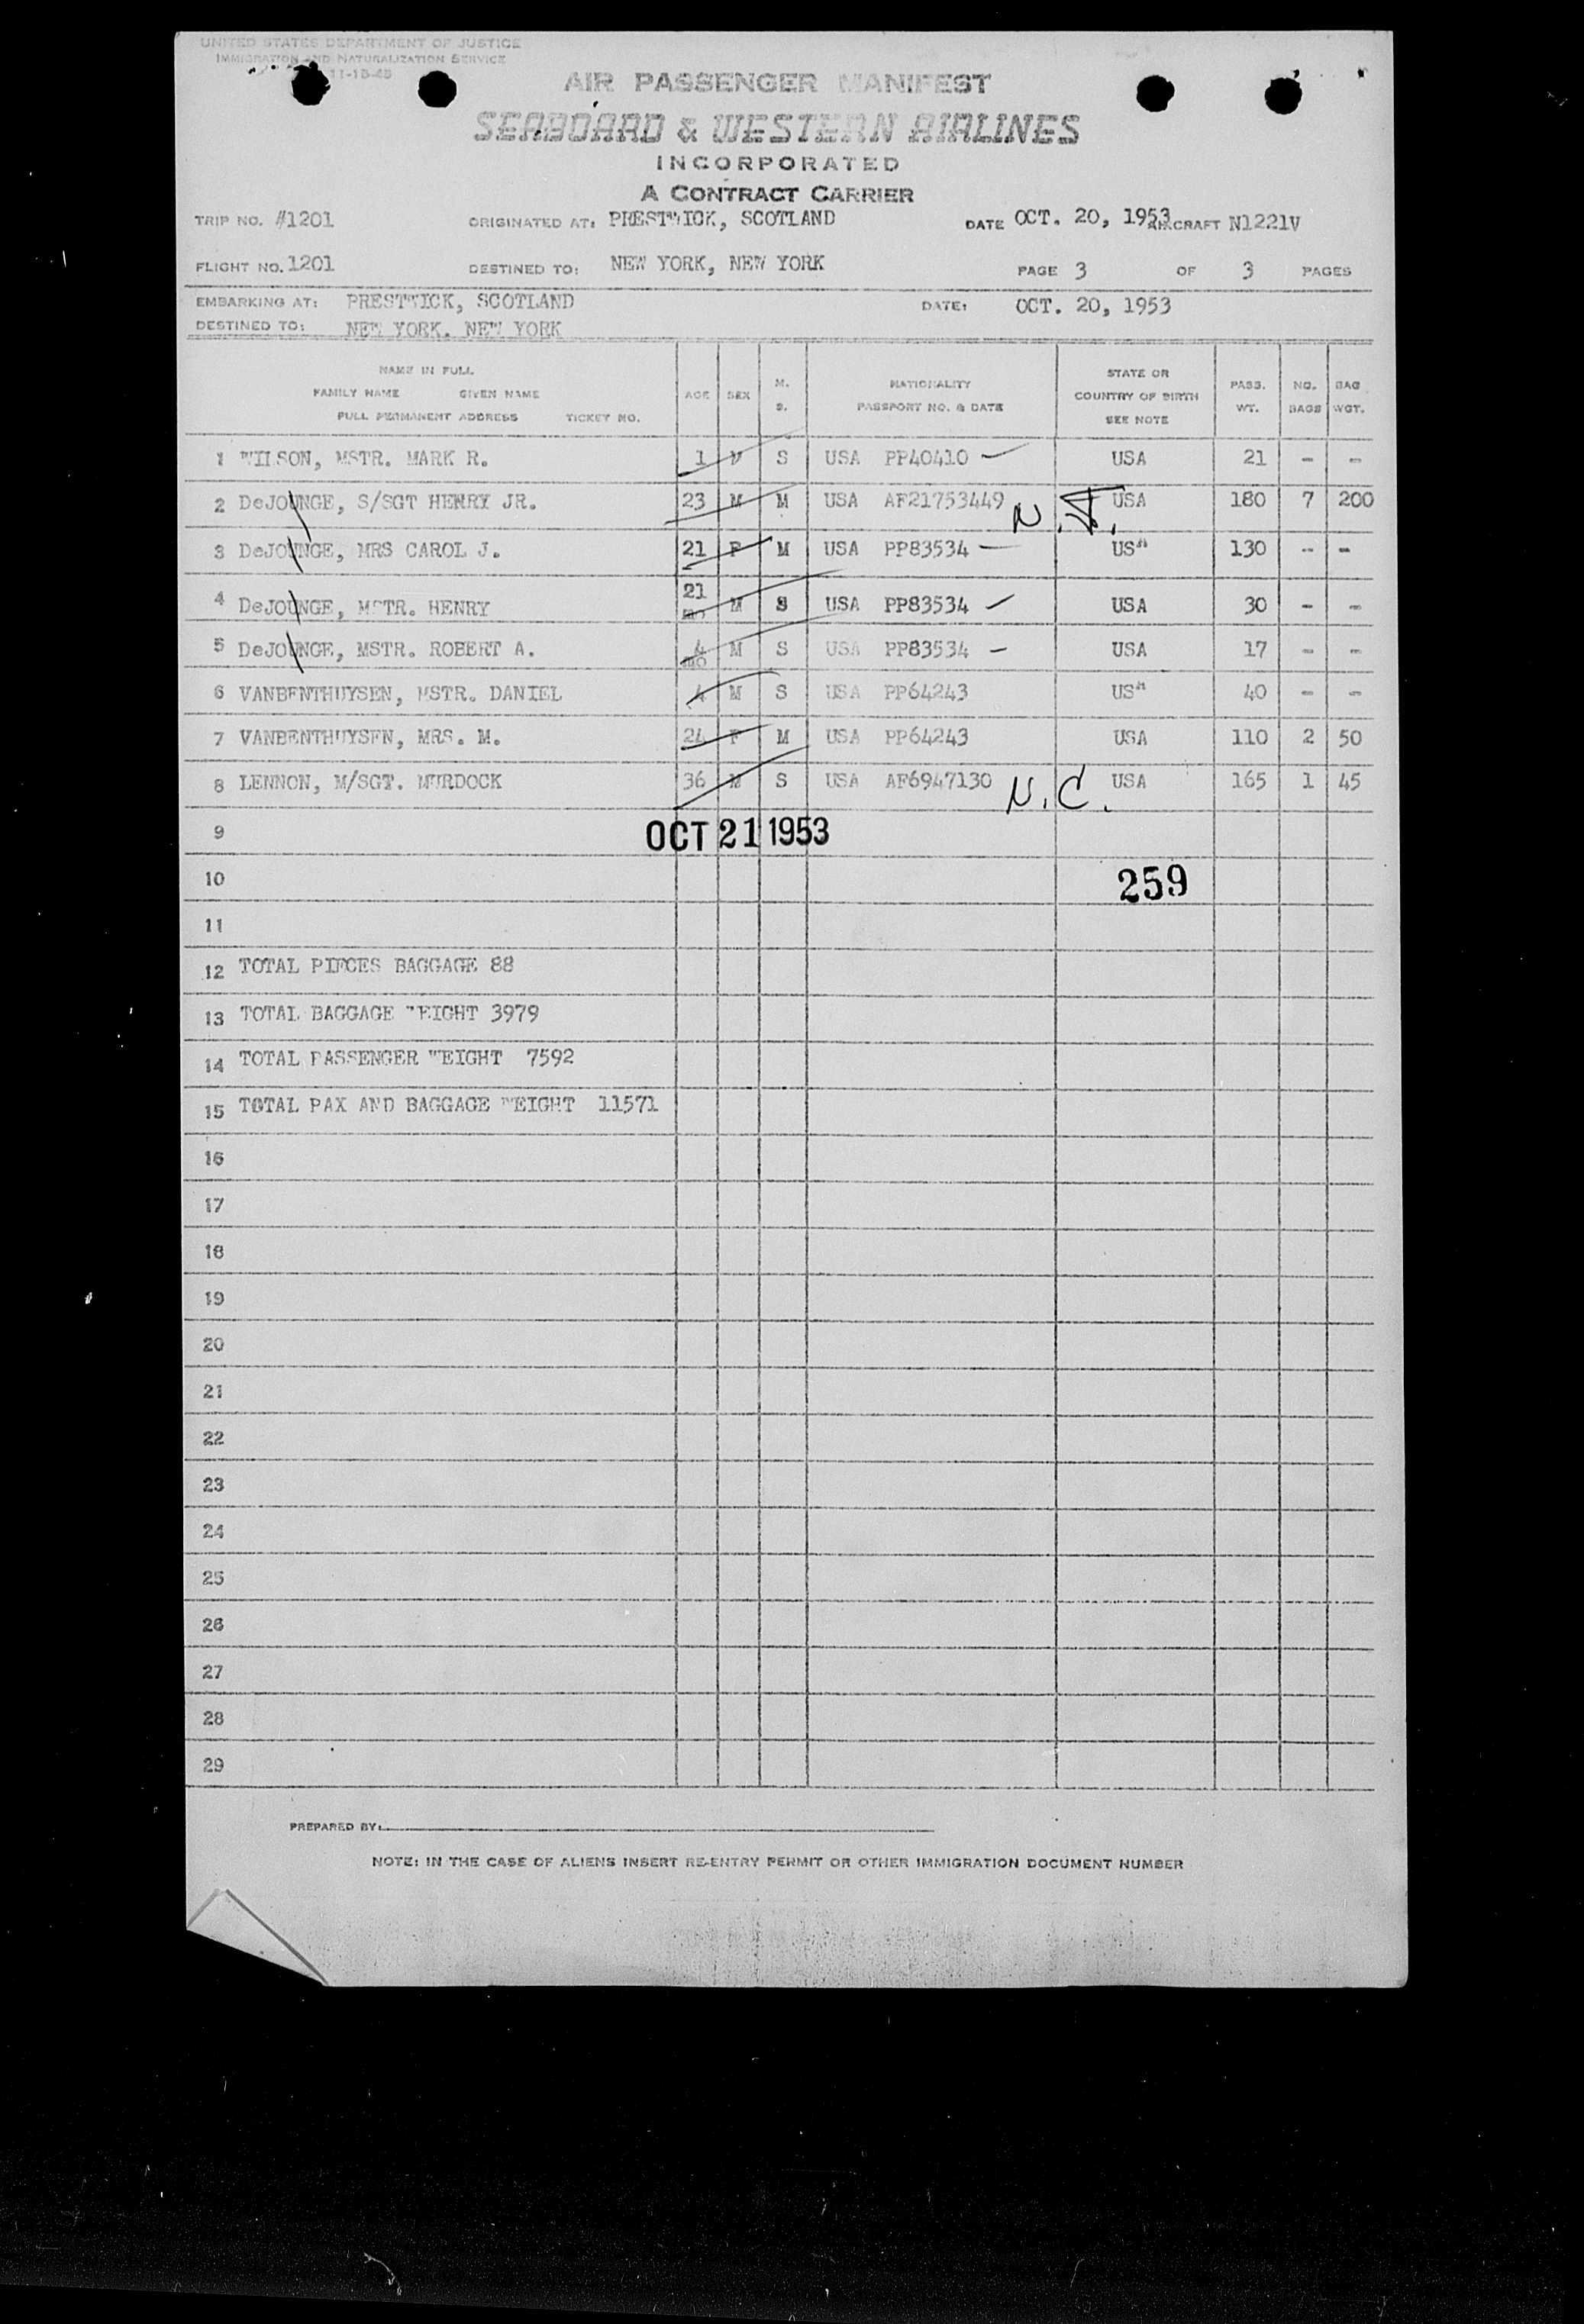 UNITED STATES DEPARTMENT OF JUSTICE
IMMIGRATION AND NATURALIZATION SERVICE
11-15-45
AIR PASSENGER MANIFEST
SEABOARD & WESTERN AIRLINES
INCORPORATED
A CONTRACT CARRIER
TRIP NO. #1201 ORIGINATED AT: PRESTWICK, SCOTLAND DATE OCT. 20, 1953 AIRCRAFT N1221V
FLIGHT NO. 1201 DESTINED TO: NEW YORK, NEW YORK PAGE 3 OF 3 PAGES
EMBARKING AT: PRESTWICK, SCOTLAND DATE: OCT. 20, 1953
DESTINED TO: NEW YORK. NEW YORK
NAME IN FULL
FAMILY NAME GIVEN NAME
FULL PERMANENT ADDRESS TICKET NO.
AGE
SEX
M.
S.
NATIONALITY
PASSPORT NO. & DATE
STATE OR
COUNTRY OF BIRTH
SEE NOTE
PASS.
WT.
NO.
BAGS
BAG
WGT.
1 WILSON, MSTR. MARK R. 1 M S USA PP40410 USA 21 - -
2 DeJOUNGE, S/SGT HENRY JR. 23 M M USA AF21753449 N.J. USA 180 7 200
3 DeJOUNGE, MRS CAROL J. 21 F M USA PP83534 USA 130 - -
4 DeJOUNGE, MSTR. HENRY 21 MO M S USA PP83534 USA 30 - -
5 DeJOUNGE, MSTR. ROBERT A. 4 MO M S USA PP83534 USA 17 - -
6 VANBENTHUYSEN, MSTR. DANIEL 4 M S USA PP64243 USA 40 - -
7 VANBENTHUYSEN, MRS. M. 24 F M USA PP64243 USA 110 2 50
8 LENNON, M/SGT. MURDOCK 36 M S USA AF6947130 N.C. USA 165 1 45
9 OCT 21 1953
10 259
11
12 TOTAL PIECES BAGGAGE 88
13 TOTAL BAGGAGE WEIGHT 3979
14 TOTAL PASSENGER WEIGHT 7592
15 TOTAL PAX AND BAGGAGE WEIGHT 11571
16
17
18
19
20
21
22
23
24
25
26
27
28
29
PREPARED BY:
NOTE: IN THE CASE OF ALIENS INSERT RE-ENTRY PERMIT OR OTHER IMMIGRATION DOCUMENT NUMBER